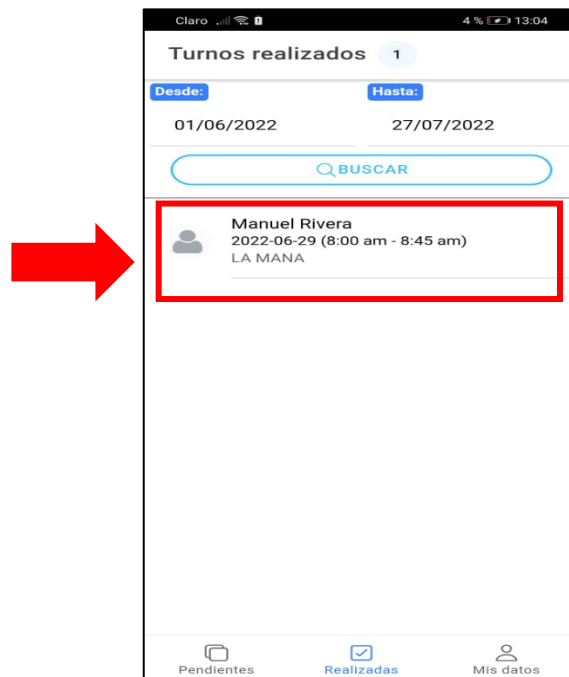 Claro 4 % 13:04
Turnos realizados 1
Desde: Hasta:
01/06/2022 27/07/2022
BUSCAR
Manuel Rivera
2022-06-29 (8:00 am - 8:45 am)
LA MANA
Pendientes Realizadas Mis datos